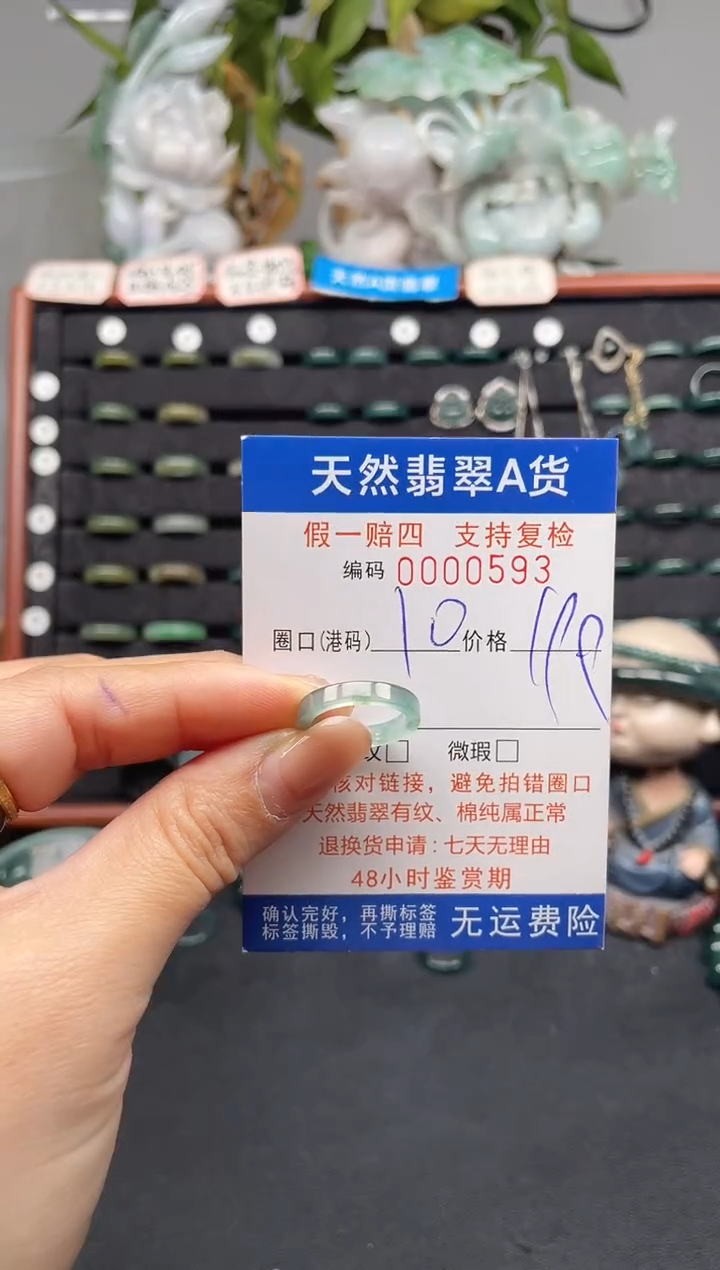 天然翡翠A货
假一赔四 支持复检
编码 0000593
圈口(港码) 10 价格
纹□ 微瑕□
核对链接，避免拍错圈口
天然翡翠有纹、棉纯属正常
退换货申请：七天无理由
48小时鉴赏期
确认完好，再撕标签
标签撕毁，不予理赔
无运费险